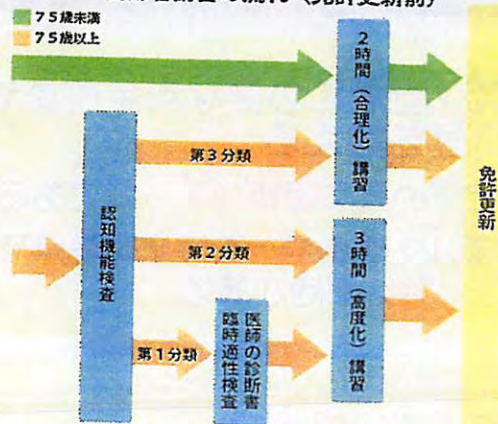 75歳未満
75歳以上
2時間（合理化）講習
第3分類
認知機能検査
第2分類
3時間（高度化）講習
第1分類
医師の診断書
臨時適性検査
免許更新